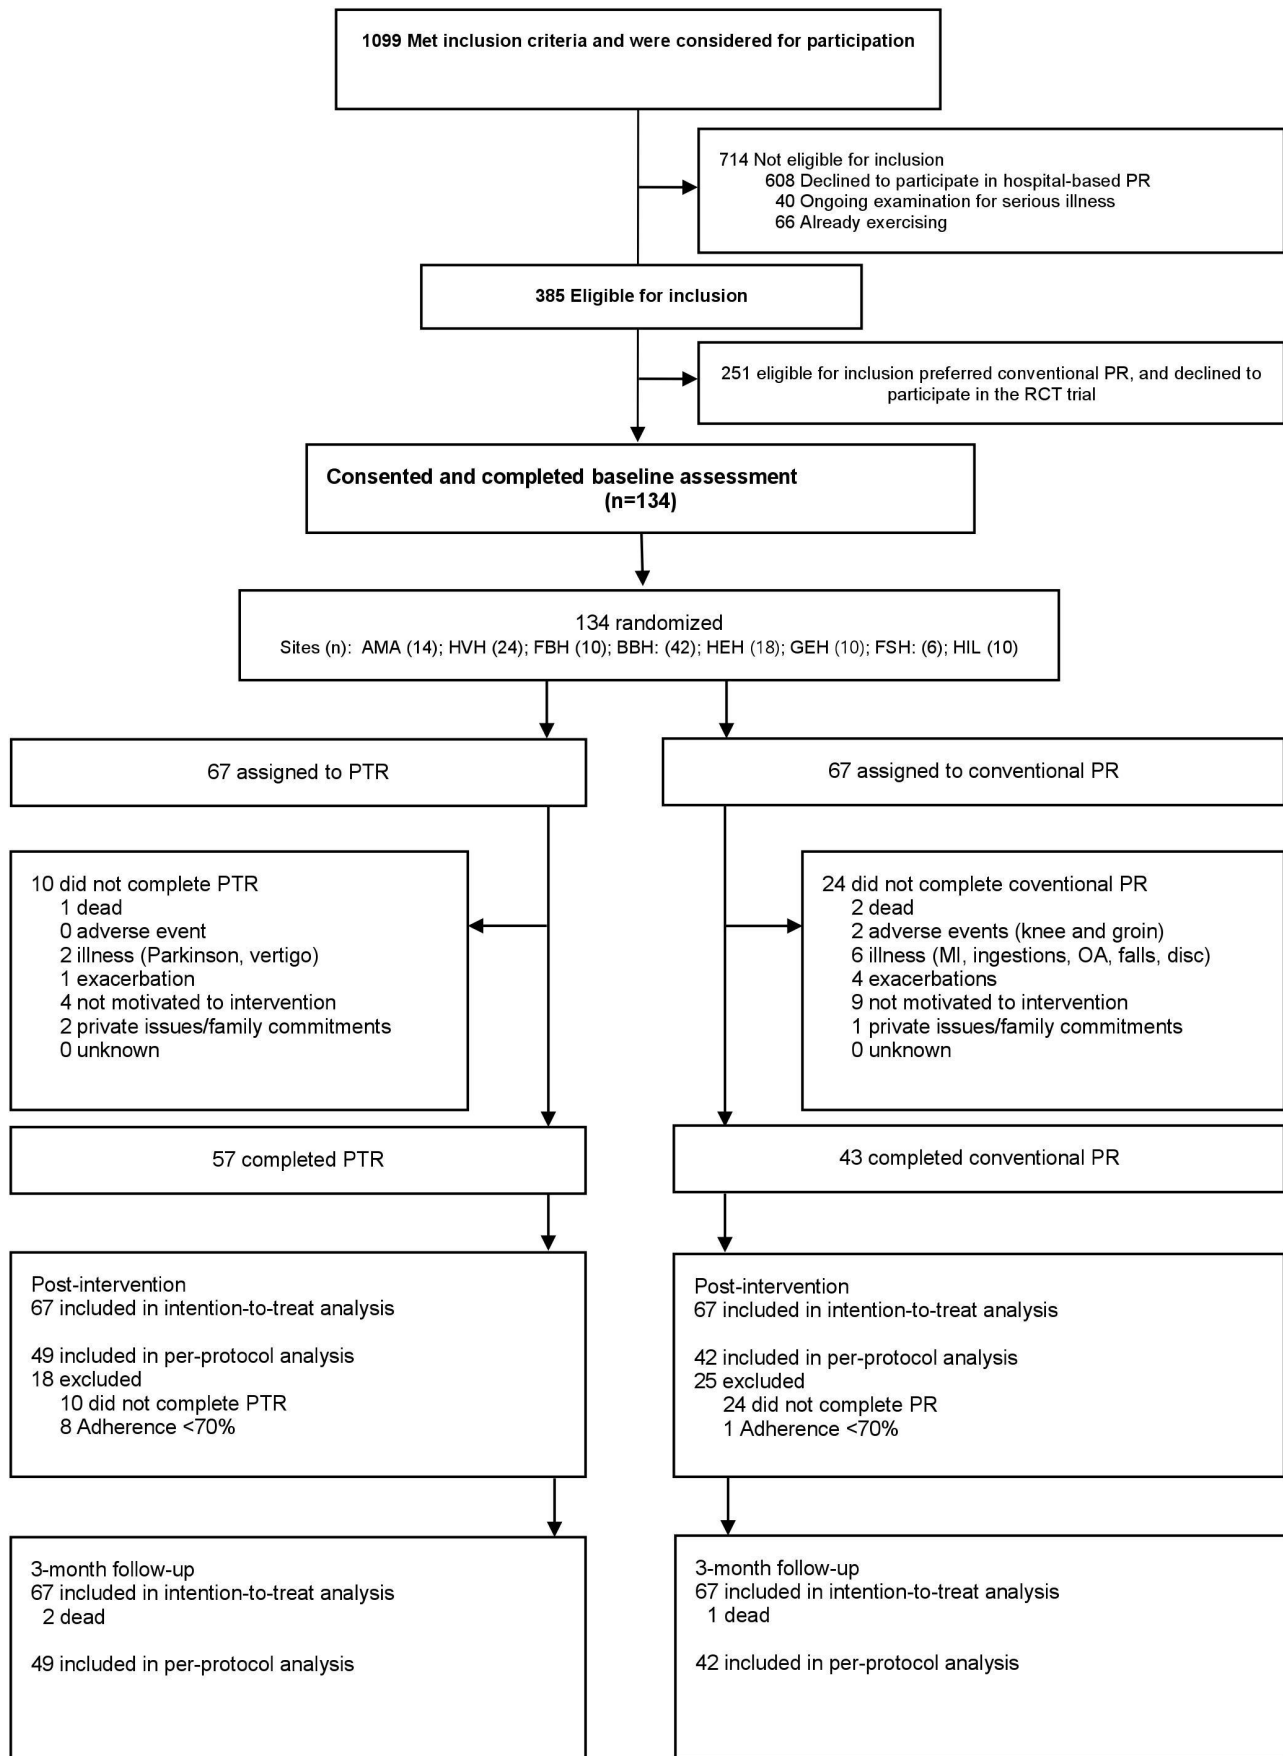 1099 Met inclusion criteria and were considered for participation
714 Not eligible for inclusion
608 Declined to participate in hospital-based PR
40 Ongoing examination for serious illness
66 Already exercising
385 Eligible for inclusion
251 eligible for inclusion preferred conventional PR, and declined to
participate in the RCT trial
Consented and completed baseline assessment
(n=134)
134 randomized
Sites (n): AMA (14); HVH (24); FBH (10); BBH: (42); HEH (18); GEH (10); FSH: (6); HIL (10)
67 assigned to PTR
67 assigned to conventional PR
10 did not complete PTR
1 dead
0 adverse event
2 illness (Parkinson, vertigo)
1 exacerbation
4 not motivated to intervention
2 private issues/family commitments
0 unknown
24 did not complete coventional PR
2 dead
2 adverse events (knee and groin)
6 illness (MI, ingestions, OA, falls, disc)
4 exacerbations
9 not motivated to intervention
1 private issues/family commitments
0 unknown
57 completed PTR
43 completed conventional PR
Post-intervention
67 included in intention-to-treat analysis
49 included in per-protocol analysis
18 excluded
10 did not complete PTR
8 Adherence <70%
Post-intervention
67 included in intention-to-treat analysis
42 included in per-protocol analysis
25 excluded
24 did not complete PR
1 Adherence <70%
3-month follow-up
67 included in intention-to-treat analysis
2 dead
49 included in per-protocol analysis
3-month follow-up
67 included in intention-to-treat analysis
1 dead
42 included in per-protocol analysis